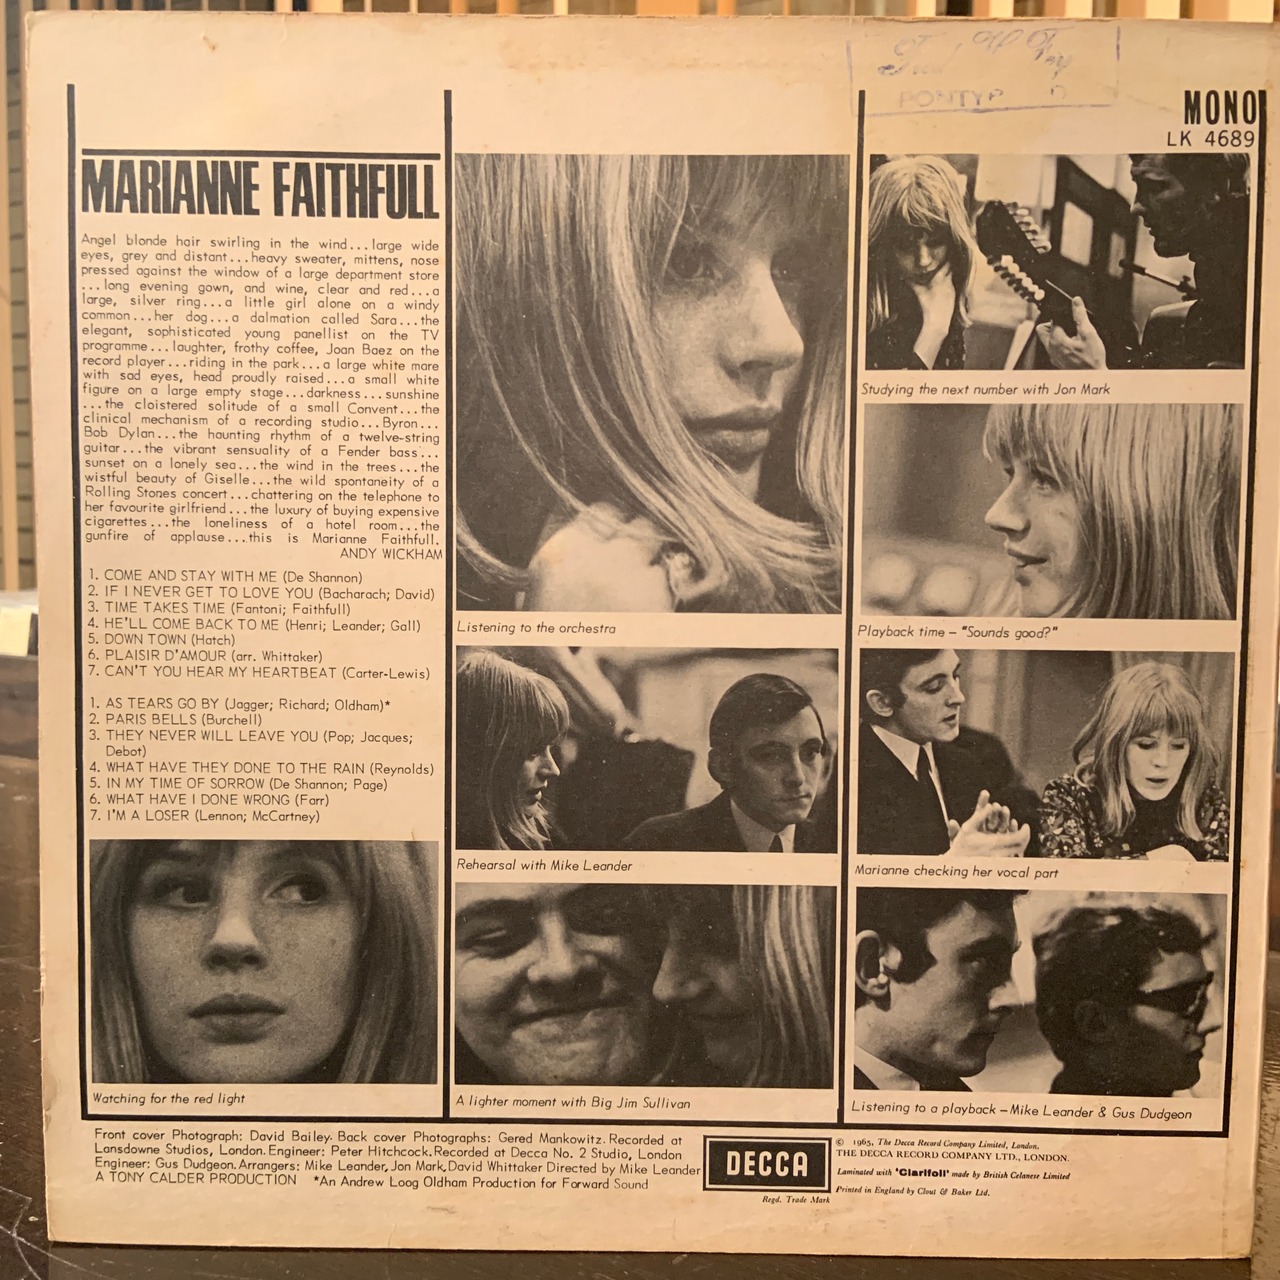 MONO
LK 4689
MARIANNE FAITHFULL
Angel blonde hair swirling in the wind...large wide
eyes, grey and distant...heavy sweater, mittens, nose
pressed against the window of a large department store
...long evening gown, and wine, clear and red...a
large, silver ring...a little girl alone on a windy
common...her dog...a dalmation called Sara...the
elegant, sophisticated young panellist on the TV
programme...laughter, frothy coffee, Joan Baez on the
record player...riding in the park...a large white mare
with sad eyes, head proudly raised...a small white
figure on a large empty stage...darkness...sunshine
...the cloistered solitude of a small Convent...the
clinical mechanism of a recording studio...Byron...
Bob Dylan...the haunting rhythm of a twelve-string
guitar...the vibrant sensuality of a Fender bass...
sunset on a lonely sea...the wind in the trees...the
wistful beauty of Giselle...the wild spontaneity of a
Rolling Stones concert...chattering on the telephone to
her favourite girlfriend...the luxury of buying expensive
cigarettes...the loneliness of a hotel room...the
gunfire of applause...this is Marianne Faithfull.
ANDY WICKHAM
1. COME AND STAY WITH ME (De Shannon)
2. IF I NEVER GET TO LOVE YOU (Bacharach; David)
3. TIME TAKES TIME (Fantoni; Faithfull)
4. HE'LL COME BACK TO ME (Henri; Leander; Gall)
5. DOWN TOWN (Hatch)
6. PLAISIR D'AMOUR (arr. Whittaker)
7. CAN'T YOU HEAR MY HEARTBEAT (Carter-Lewis)
1. AS TEARS GO BY (Jagger; Richard; Oldham)*
2. PARIS BELLS (Burchell)
3. THEY NEVER WILL LEAVE YOU (Pop; Jacques;
Debot)
4. WHAT HAVE THEY DONE TO THE RAIN (Reynolds)
5. IN MY TIME OF SORROW (De Shannon; Page)
6. WHAT HAVE I DONE WRONG (Farr)
7. I'M A LOSER (Lennon; McCartney)
Watching for the red light
Listening to the orchestra
Rehearsal with Mike Leander
A lighter moment with Big Jim Sullivan
Studying the next number with Jon Mark
Playback time – "Sounds good?"
Marianne checking her vocal part
Listening to a playback – Mike Leander & Gus Dudgeon
Front cover Photograph: David Bailey. Back cover Photographs: Gered Mankowitz. Recorded at
Lansdowne Studios, London. Engineer: Peter Hitchcock. Recorded at Decca No. 2 Studio, London
Engineer: Gus Dudgeon. Arrangers: Mike Leander, Jon Mark, David Whittaker Directed by Mike Leander
A TONY CALDER PRODUCTION *An Andrew Loog Oldham Production for Forward Sound
DECCA
Regd. Trade Mark
© 1965, The Decca Record Company Limited, London.
THE DECCA RECORD COMPANY LTD., LONDON.
Laminated with 'Clarifoil' made by British Celanese Limited
Printed in England by Clout & Baker Ltd.